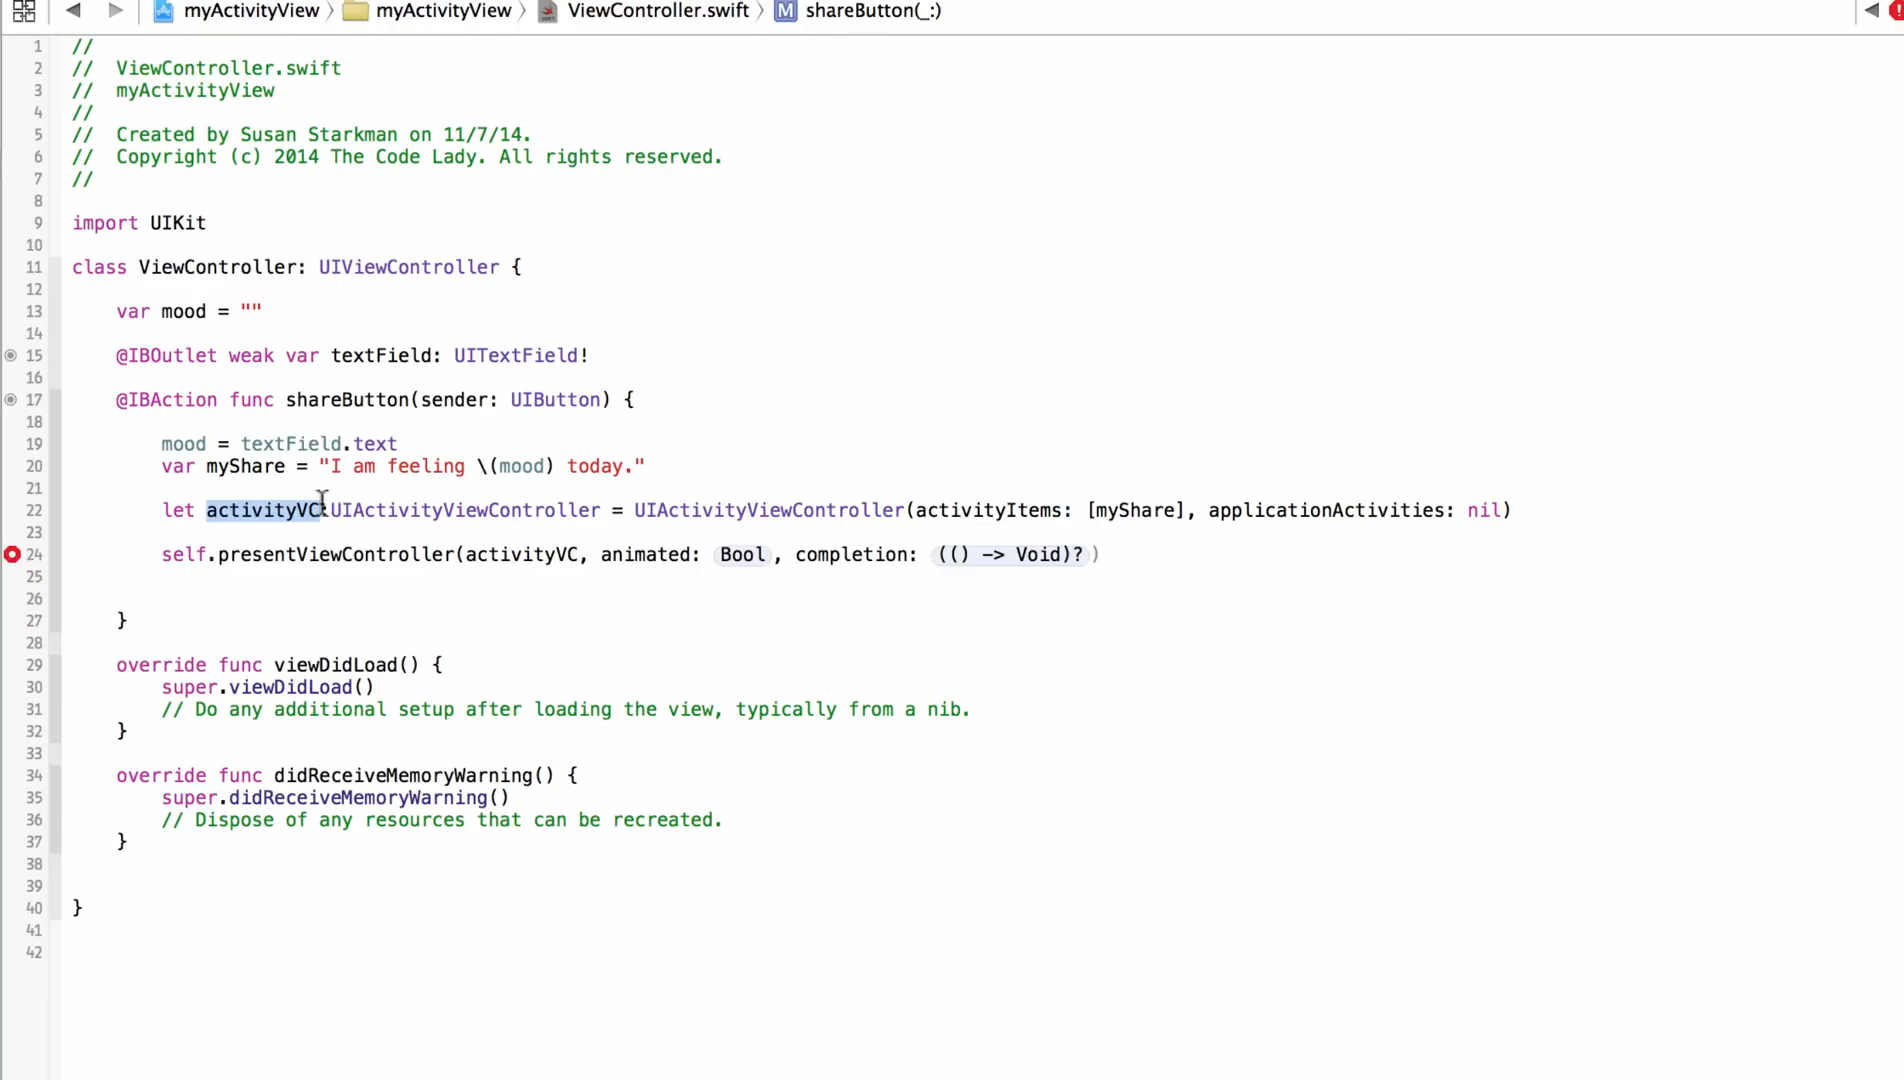 myActivityView 〉 myActivityView 〉 ViewController.swift 〉 M shareButton(_:)
1 //
2 //  ViewController.swift
3 //  myActivityView
4 //
5 //  Created by Susan Starkman on 11/7/14.
6 //  Copyright (c) 2014 The Code Lady. All rights reserved.
7 //
8
9 import UIKit
10
11 class ViewController: UIViewController {
12
13     var mood = ""
14
15     @IBOutlet weak var textField: UITextField!
16
17     @IBAction func shareButton(sender: UIButton) {
18
19         mood = textField.text
20         var myShare = "I am feeling \(mood) today."
21
22         let activityVC:UIActivityViewController = UIActivityViewController(activityItems: [myShare], applicationActivities: nil)
23
24         self.presentViewController(activityVC, animated: Bool, completion: (() -> Void)?)
25
26
27     }
28
29     override func viewDidLoad() {
30         super.viewDidLoad()
31         // Do any additional setup after loading the view, typically from a nib.
32     }
33
34     override func didReceiveMemoryWarning() {
35         super.didReceiveMemoryWarning()
36         // Dispose of any resources that can be recreated.
37     }
38
39
40 }
41
42